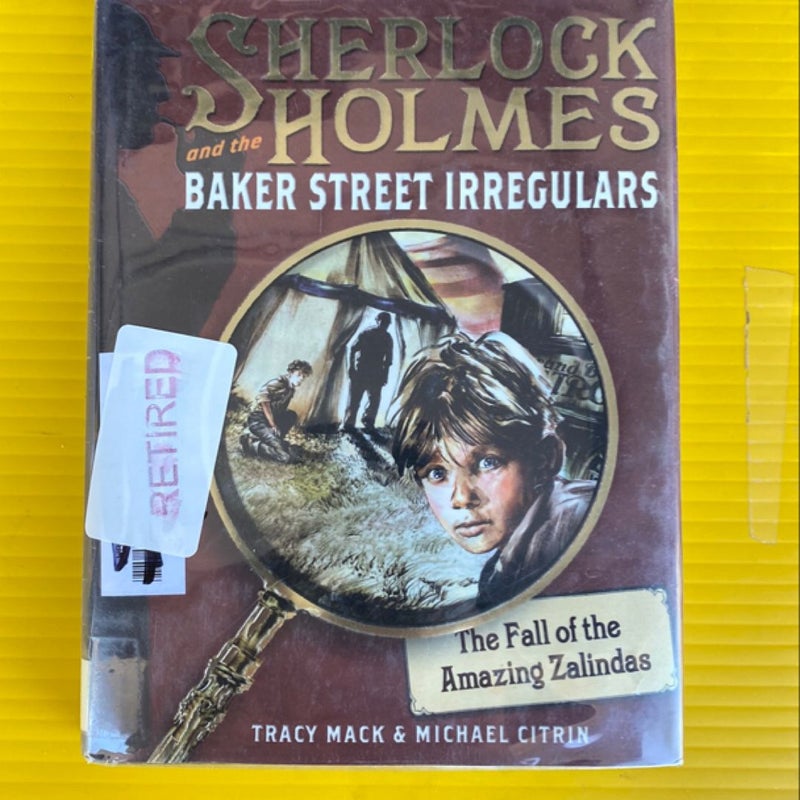 SHERLOCK
and the HOLMES
BAKER STREET IRREGULARS
RETIRED
The Fall of the
Amazing Zalindas
TRACY MACK & MICHAEL CITRIN